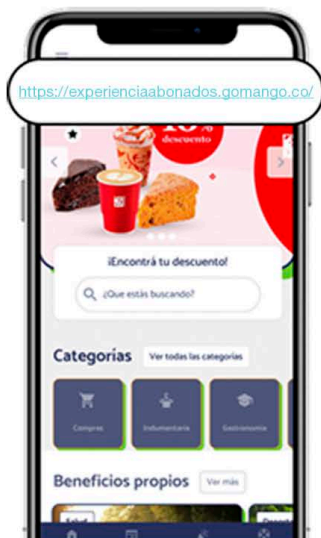 https://experienciaabonados.gomango.co/
descuento
¡Encontrá tu descuento!
¿Que estás buscando?
Categorías Ver todas las categorías
Compras Indumentaria Gastronomía
Beneficios propios Ver más
Salud